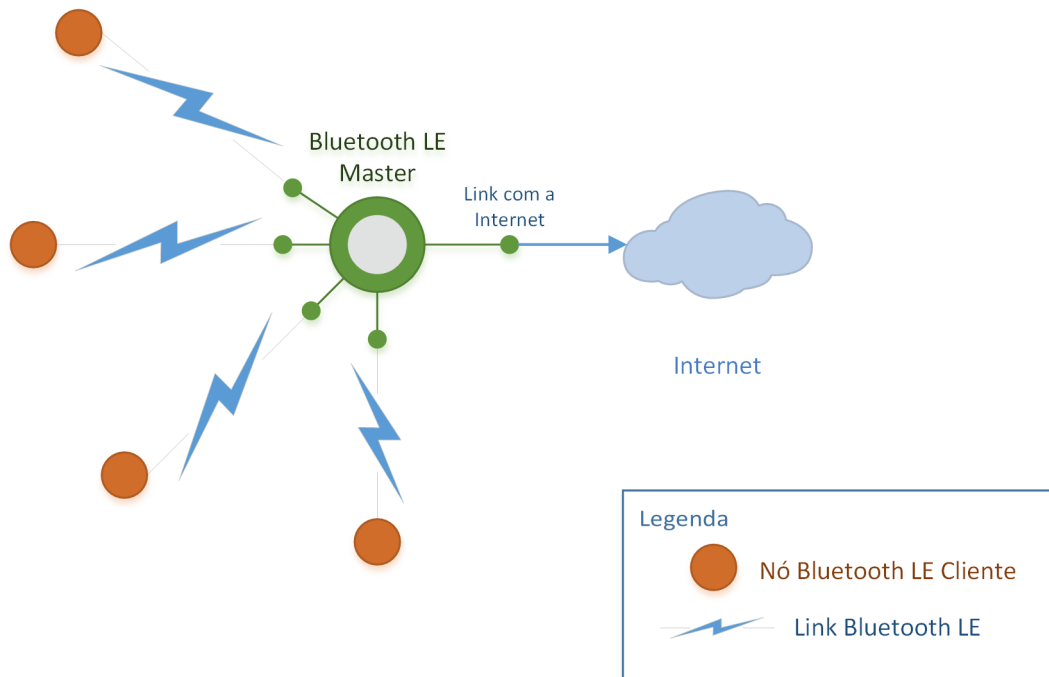 Bluetooth LE
Master
Link com a
Internet
Internet
Legenda
Nó Bluetooth LE Cliente
Link Bluetooth LE